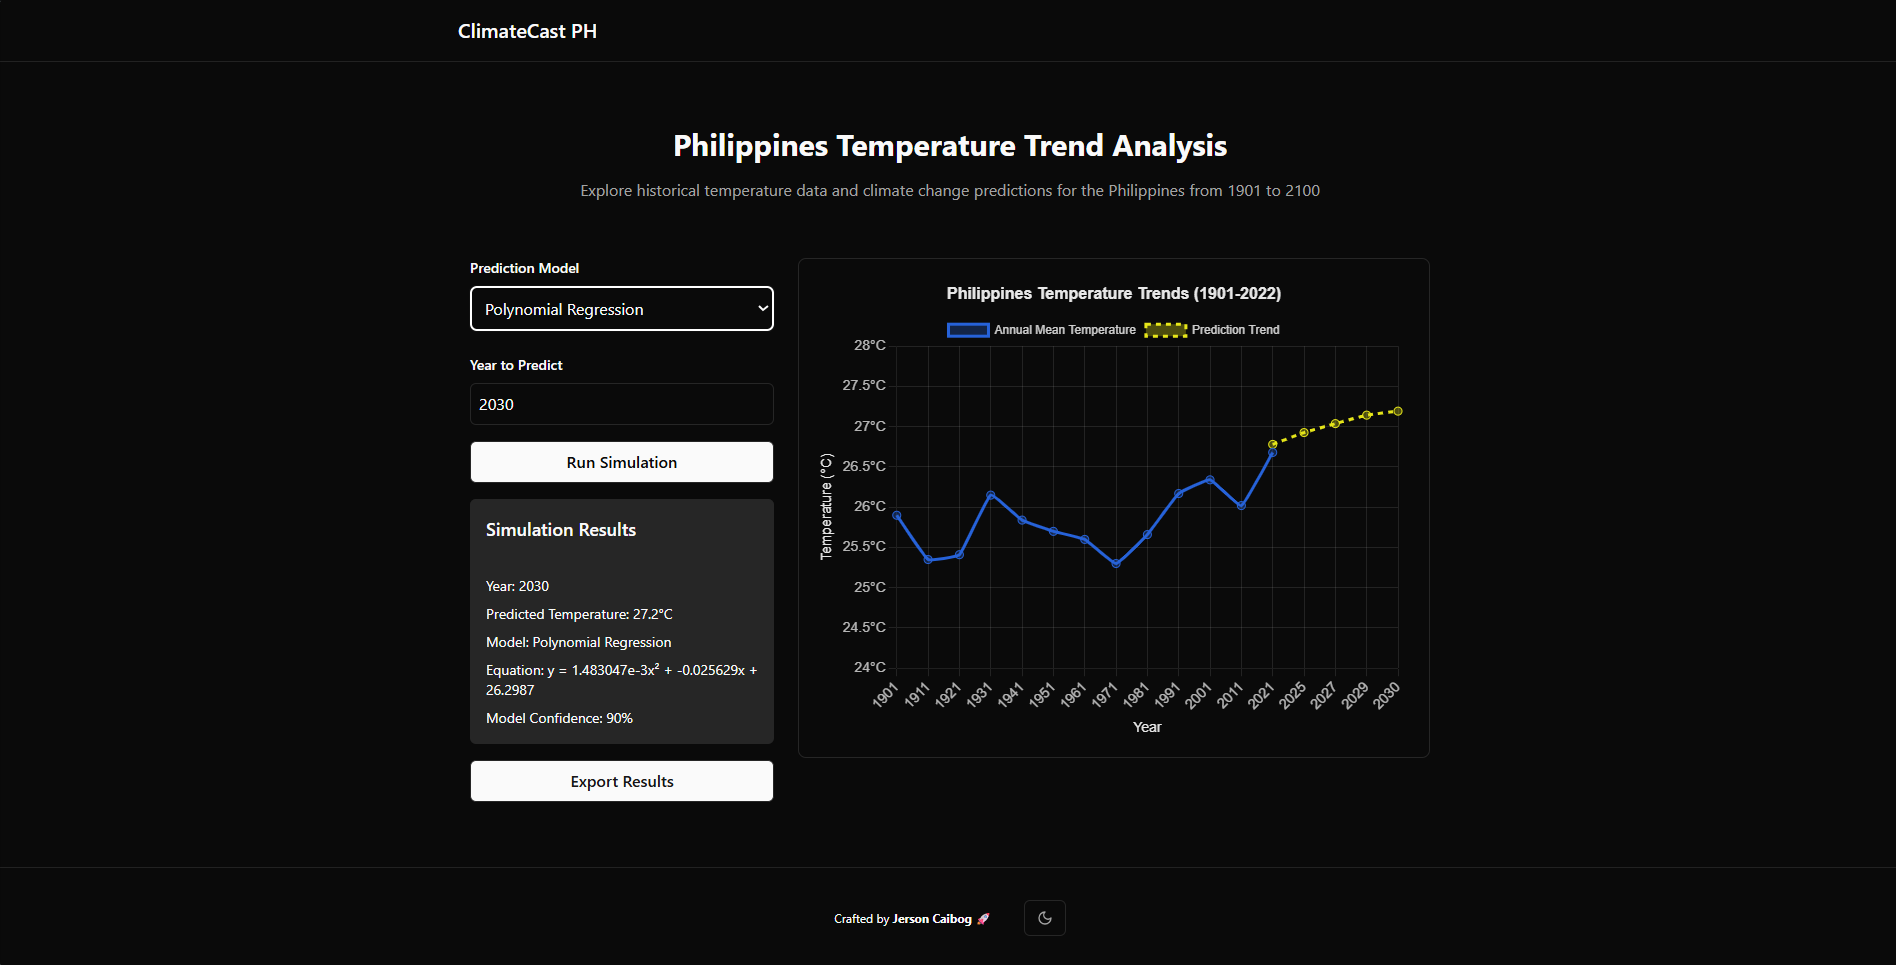 ClimateCast PH
Philippines Temperature Trend Analysis
Explore historical temperature data and climate change predictions for the Philippines from 1901 to 2100
Prediction Model
Polynomial Regression
Year to Predict
2030
Run Simulation
Simulation Results
Year: 2030
Predicted Temperature: 27.2°C
Model: Polynomial Regression
Equation: y = 1.483047e-3x² + -0.025629x +
26.2987
Model Confidence: 90%
Export Results
Philippines Temperature Trends (1901-2022)
Annual Mean Temperature Prediction Trend
28°C
27.5°C
27°C
26.5°C
26°C
25.5°C
25°C
24.5°C
24°C
Temperature (°C)
1901 1911 1921 1931 1941 1951 1961 1971 1981 1991 2001 2011 2021 2025 2027 2029 2030
Year
Crafted by Jerson Caibog 🚀